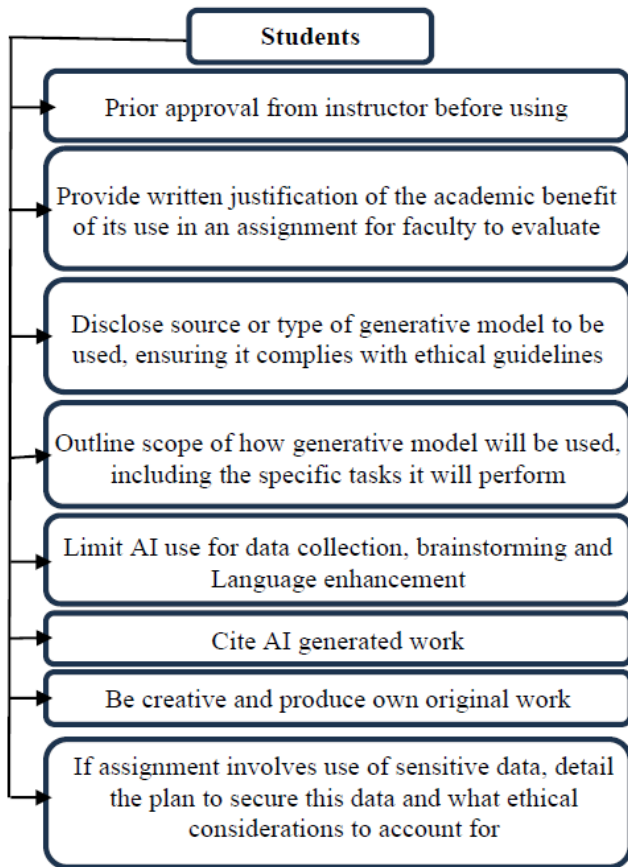 Students
Prior approval from instructor before using
Provide written justification of the academic benefit
of its use in an assignment for faculty to evaluate
Disclose source or type of generative model to be
used, ensuring it complies with ethical guidelines
Outline scope of how generative model will be used,
including the specific tasks it will perform
Limit AI use for data collection, brainstorming and
Language enhancement
Cite AI generated work
Be creative and produce own original work
If assignment involves use of sensitive data, detail
the plan to secure this data and what ethical
considerations to account for